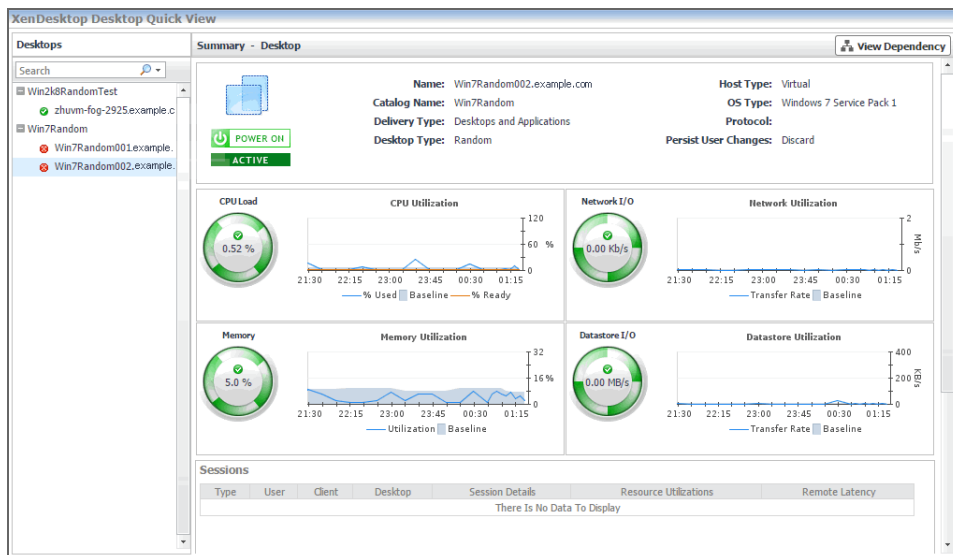 XenDesktop Desktop Quick View
Desktops
Search
Win2k8RandomTest
zhuvm-fog-2925.example.c
Win7Random
Win7Random001.example.
Win7Random002.example.
Summary - Desktop
View Dependency
POWER ON
ACTIVE
Name: Win7Random002.example.com
Catalog Name: Win7Random
Delivery Type: Desktops and Applications
Desktop Type: Random
Host Type: Virtual
OS Type: Windows 7 Service Pack 1
Protocol:
Persist User Changes: Discard
CPU Load
0.52 %
CPU Utilization
120
60 %
0
21:30 22:15 23:00 23:45 00:30 01:15
% Used Baseline % Ready
Network I/O
0.00 Kb/s
Network Utilization
2
Mb/s
0
21:30 22:15 23:00 23:45 00:30 01:15
Transfer Rate Baseline
Memory
5.0 %
Memory Utilization
32
16 %
0
21:30 22:15 23:00 23:45 00:30 01:15
Utilization Baseline
Datastore I/O
0.00 MB/s
Datastore Utilization
400
200
KB/s
0
21:30 22:15 23:00 23:45 00:30 01:15
Transfer Rate Baseline
Sessions
Type User Client Desktop Session Details Resource Utilizations Remote Latency
There Is No Data To Display